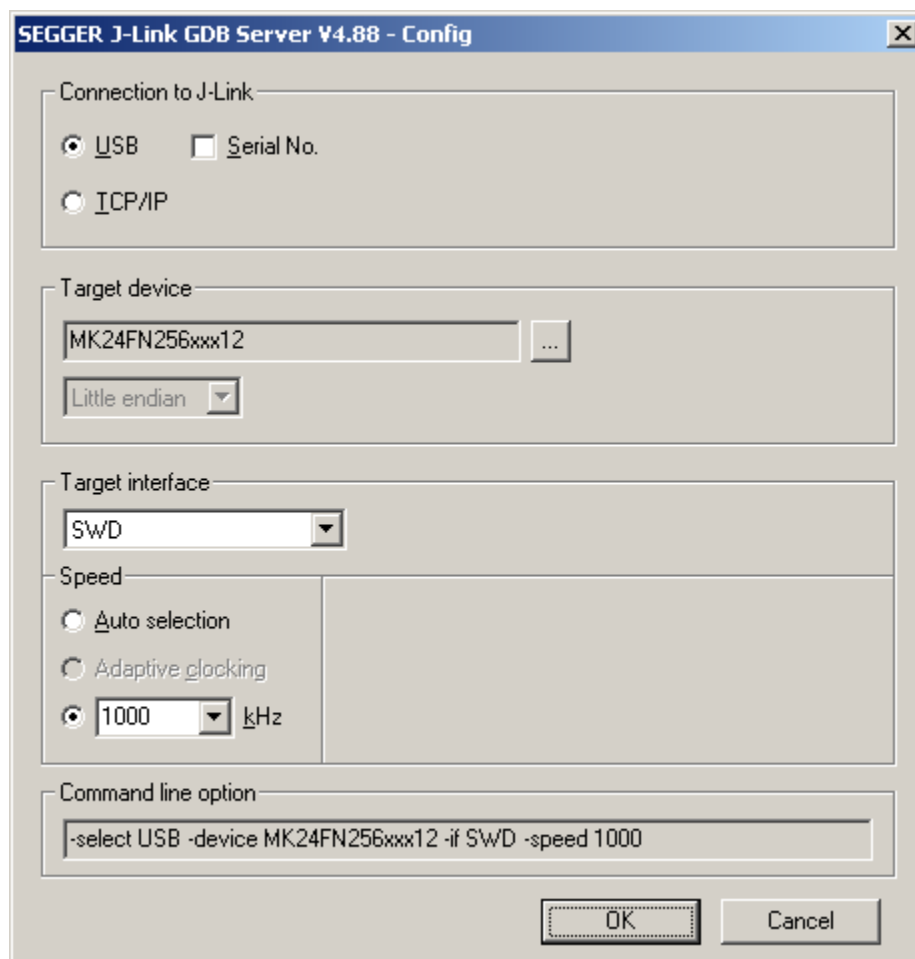 SEGGER J-Link GDB Server V4.88 - Config
Connection to J-Link
USB Serial No.
TCP/IP
Target device
MK24FN256xxx12 ...
Little endian
Target interface
SWD
Speed
Auto selection
Adaptive clocking
1000 kHz
Command line option
-select USB -device MK24FN256xxx12 -if SWD -speed 1000
OK Cancel